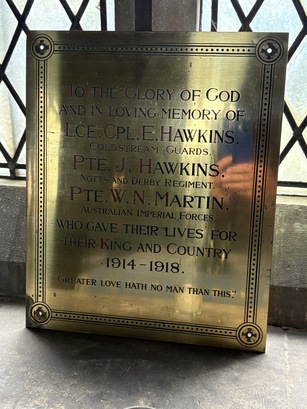 TO THE GLORY OF GOD
AND IN LOVING MEMORY OF
LCE. CPL. E. HAWKINS.
COLDSTREAM GUARDS.
PTE. J. HAWKINS.
NOTTS AND DERBY REGIMENT.
PTE. W. N. MARTIN.
AUSTRALIAN IMPERIAL FORCES.
WHO GAVE THEIR LIVES FOR
THEIR KING AND COUNTRY
1914-1918.
"GREATER LOVE HATH NO MAN THAN THIS."